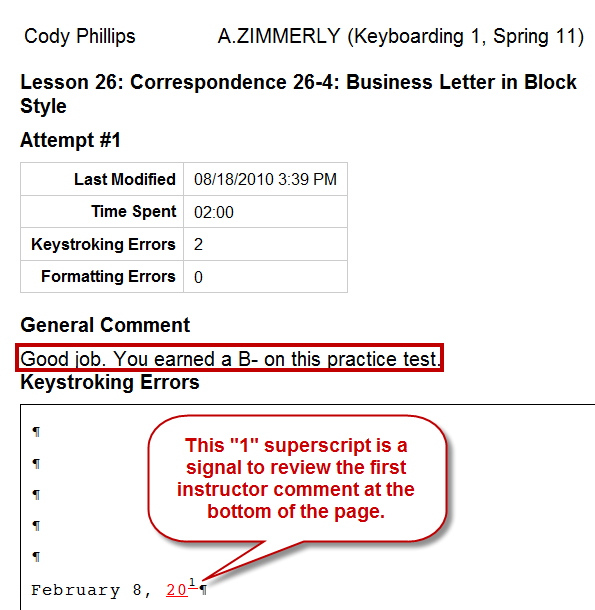 Cody Phillips A.ZIMMERLY (Keyboarding 1, Spring 11)
Lesson 26: Correspondence 26-4: Business Letter in Block
Style
Attempt #1
Last Modified 08/18/2010 3:39 PM
Time Spent 02:00
Keystroking Errors 2
Formatting Errors 0
General Comment
Good job. You earned a B- on this practice test.
Keystroking Errors
¶
¶
¶
¶
¶
This "1" superscript is a
signal to review the first
instructor comment at the
bottom of the page.
February 8, 20¹¶